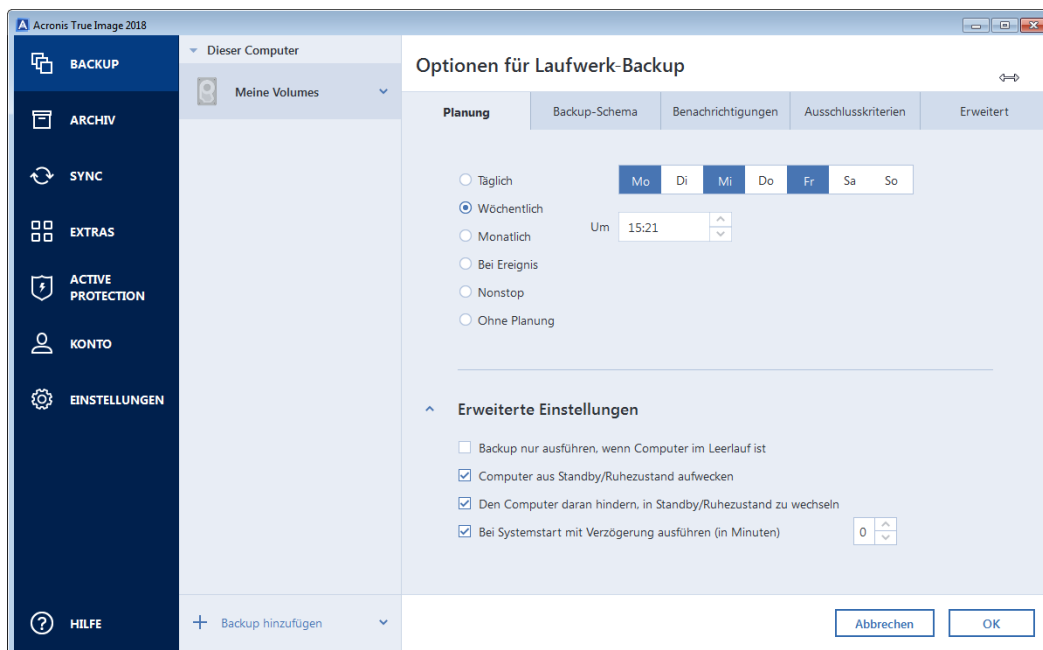 Acronis True Image 2018
BACKUP
ARCHIV
SYNC
EXTRAS
ACTIVE
PROTECTION
KONTO
EINSTELLUNGEN
HILFE
Dieser Computer
Meine Volumes
Backup hinzufügen
Optionen für Laufwerk-Backup
Planung
Backup-Schema
Benachrichtigungen
Ausschlusskriterien
Erweitert
Täglich
Wöchentlich
Monatlich
Bei Ereignis
Nonstop
Ohne Planung
Mo Di Mi Do Fr Sa So
Um 15:21
Erweiterte Einstellungen
Backup nur ausführen, wenn Computer im Leerlauf ist
Computer aus Standby/Ruhezustand aufwecken
Den Computer daran hindern, in Standby/Ruhezustand zu wechseln
Bei Systemstart mit Verzögerung ausführen (in Minuten) 0
Abbrechen
OK